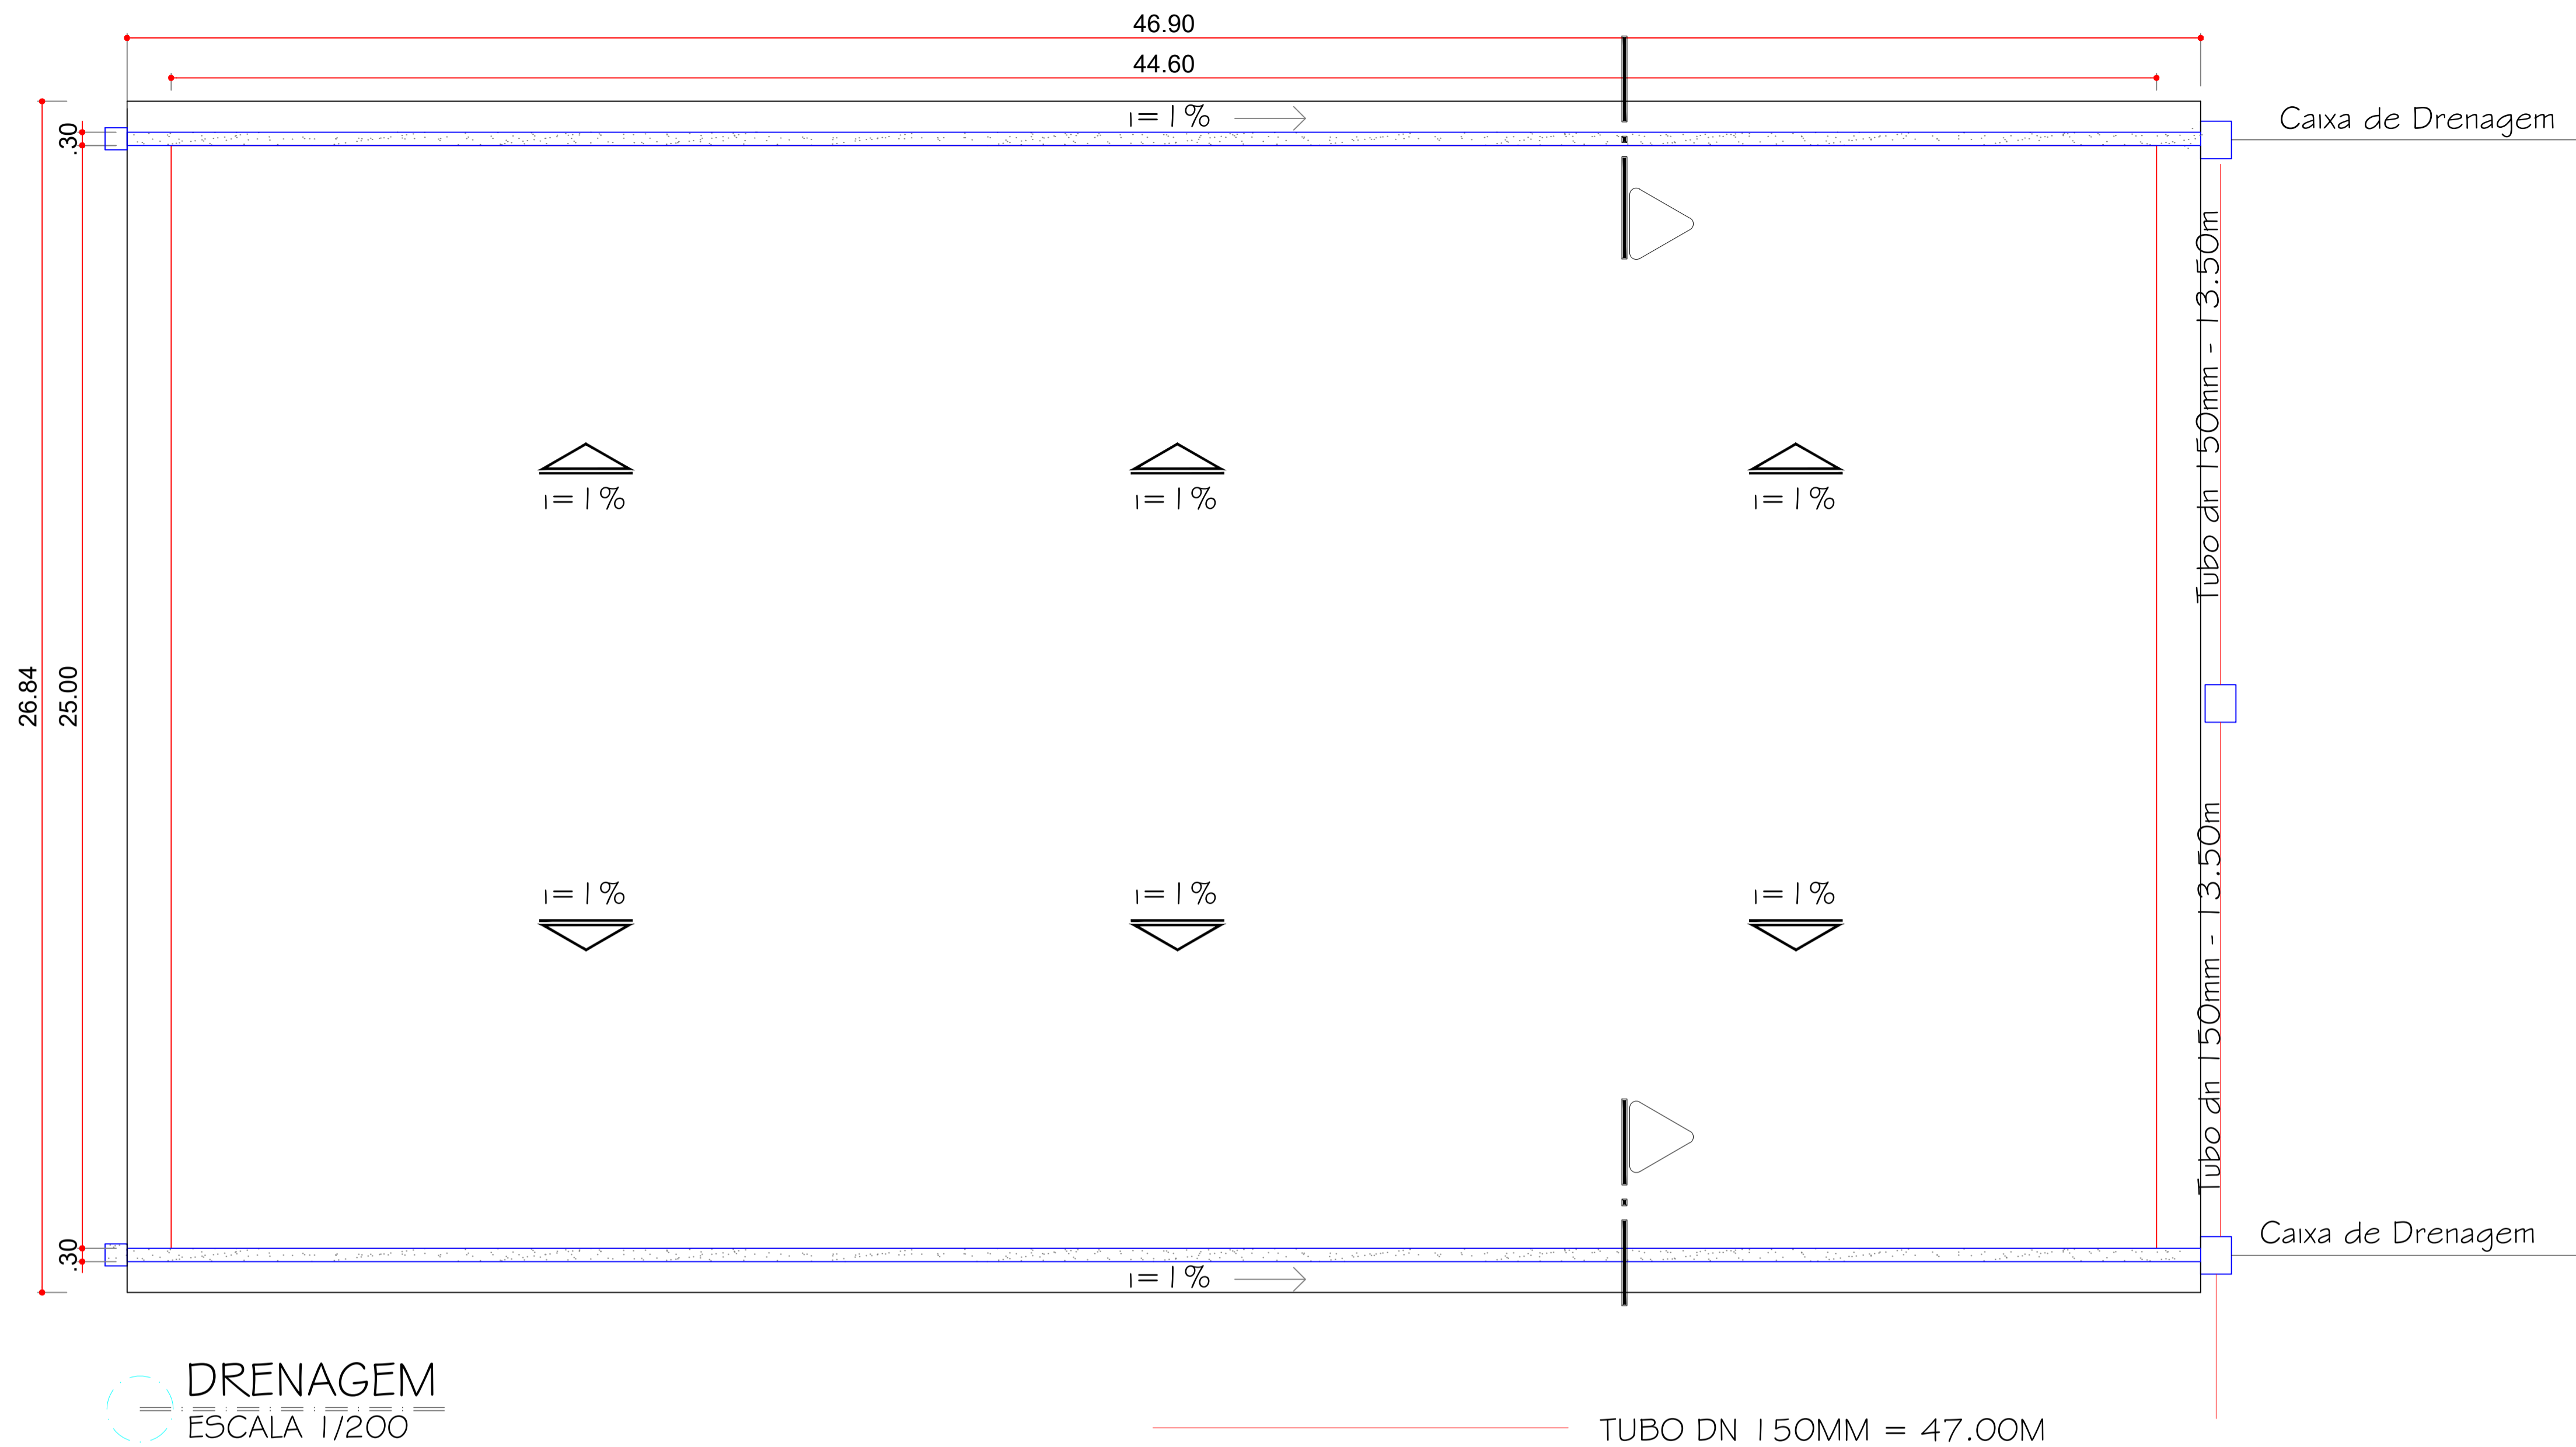 46.90
44.60
i=1%
Caixa de Drenagem
.30
Tubo dn 150mm - 13.50m
i=1%
i=1%
i=1%
26.84
25.00
i=1%
i=1%
i=1%
Tubo dn 150mm - 13.50m
Caixa de Drenagem
.30
i=1%
DRENAGEM
ESCALA 1/200
TUBO DN 150MM = 47.00M